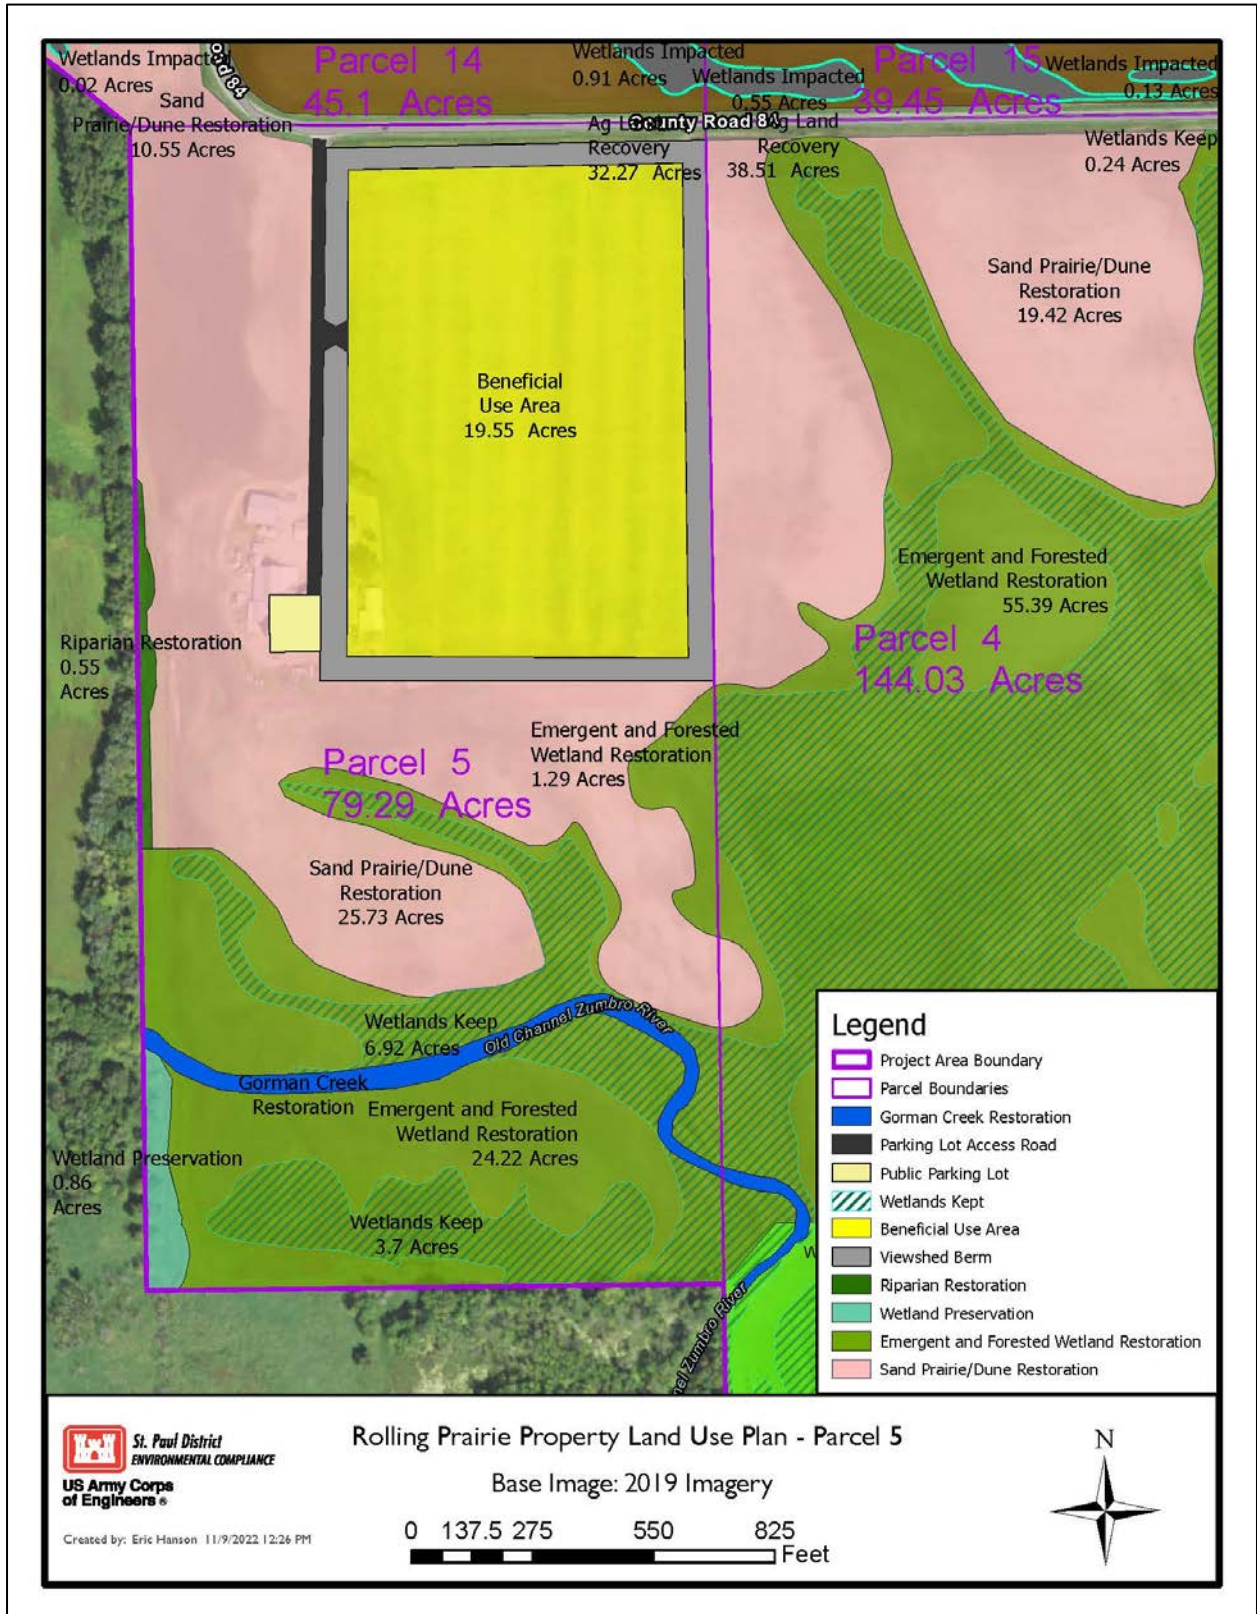 Wetlands Impacted
0.02 Acres
Sand
Prairie/Dune Restoration
10.55 Acres
Parcel 14
45.1 Acres
Wetlands Impacted
0.91 Acres
Wetlands Impacted
0.55 Acres
Parcel 15
39.45 Acres
Wetlands Impacted
0.13 Acres
County Road 84
Recovery
32.27 Acres
Ag Land
Recovery
38.51 Acres
Wetlands Keep
0.24 Acres
Sand Prairie/Dune
Restoration
19.42 Acres
Beneficial
Use Area
19.55 Acres
Emergent and Forested
Wetland Restoration
55.39 Acres
Parcel 4
144.03 Acres
Riparian Restoration
0.55
Acres
Emergent and Forested
Wetland Restoration
1.29 Acres
Parcel 5
79.29 Acres
Sand Prairie/Dune
Restoration
25.73 Acres
Wetlands Keep
6.92 Acres
Old Channel Zumbro River
Gorman Creek
Restoration
Emergent and Forested
Wetland Restoration
24.22 Acres
Wetland Preservation
0.86
Acres
Wetlands Keep
3.7 Acres
nel Zumbro River
Legend
Project Area Boundary
Parcel Boundaries
Gorman Creek Restoration
Parking Lot Access Road
Public Parking Lot
Wetlands Kept
Beneficial Use Area
Viewshed Berm
Riparian Restoration
Wetland Preservation
Emergent and Forested Wetland Restoration
Sand Prairie/Dune Restoration
St. Paul District
ENVIRONMENTAL COMPLIANCE
US Army Corps
of Engineers ®
Created by: Eric Hanson 11/9/2022 12:26 PM
Rolling Prairie Property Land Use Plan - Parcel 5
Base Image: 2019 Imagery
0 137.5 275 550 825
Feet
N